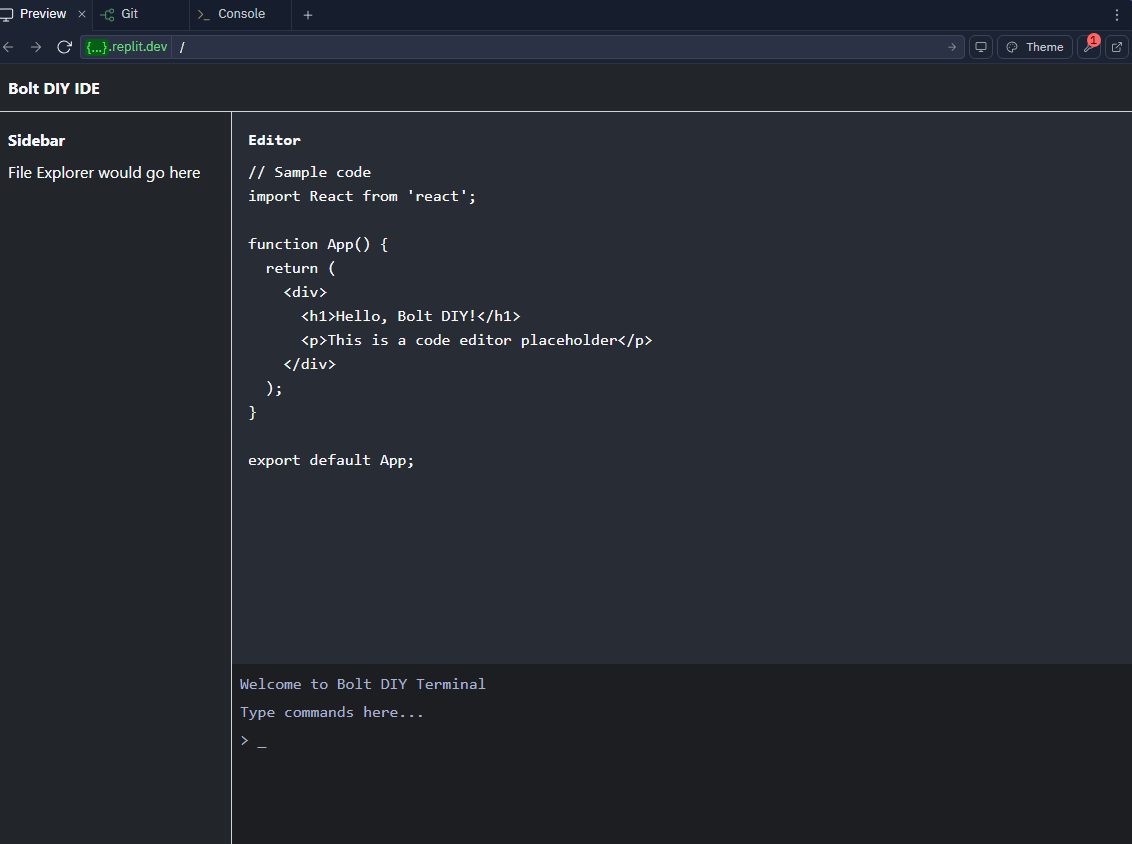 Preview
Git
Console
{...}.replit.dev /
Theme
1
Bolt DIY IDE
Sidebar
File Explorer would go here
Editor
// Sample code
import React from 'react';
function App() {
  return (
    <div>
      <h1>Hello, Bolt DIY!</h1>
      <p>This is a code editor placeholder</p>
    </div>
  );
}
export default App;
Welcome to Bolt DIY Terminal
Type commands here...
> _